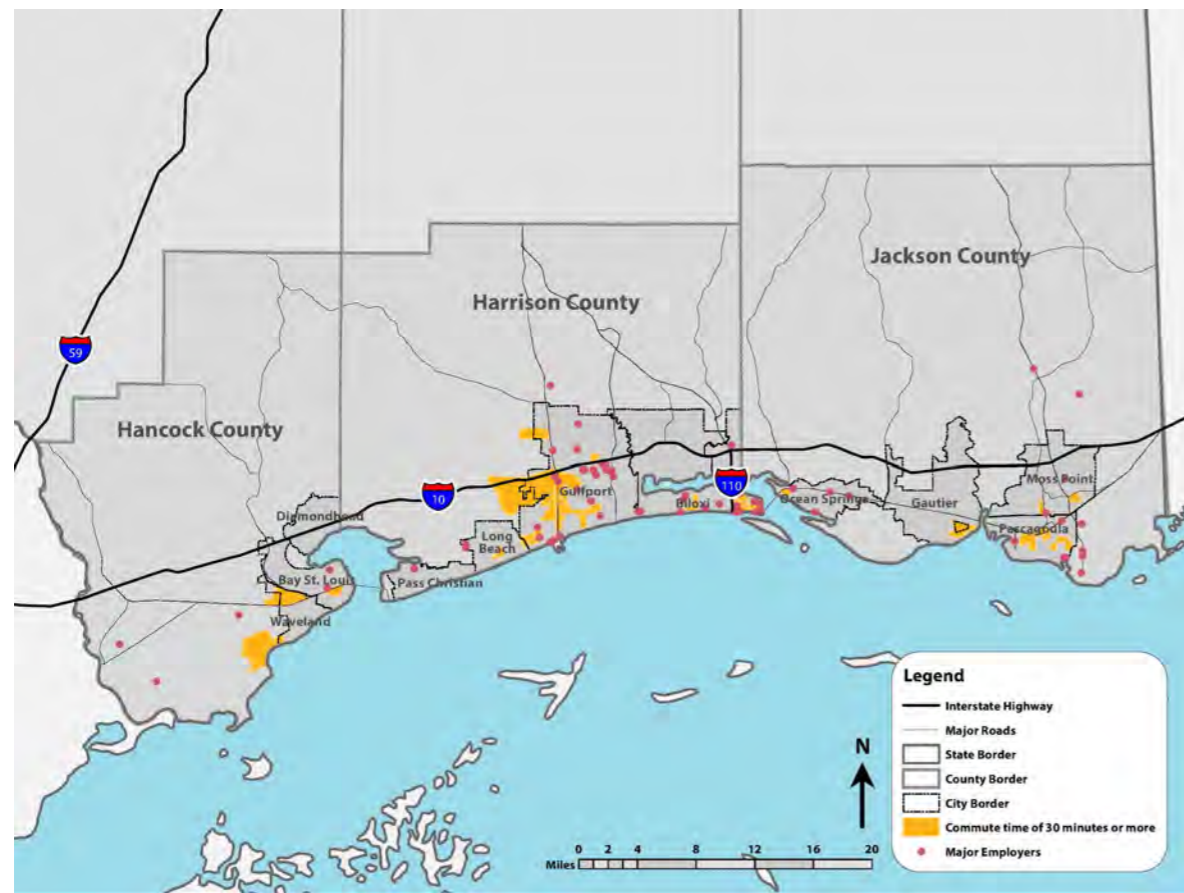 Jackson County
Harrison County
59
Hancock County
10
110
Diamondhead
Gulfport
Biloxi
Ocean Springs
Gautier
Moss Point
Pascagoula
Long
Beach
Pass Christian
Bay St. Louis
Waveland
Legend
Interstate Highway
Major Roads
State Border
County Border
City Border
Commute time of 30 minutes or more
Major Employers
N
Miles 0 2 4 8 12 16 20